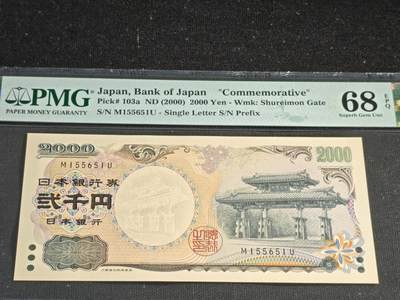 PMG
PAPER MONEY GUARANTY
Japan, Bank of Japan "Commemorative"
Pick# 103a ND (2000) 2000 Yen - Wmk: Shureimon Gate
S/N M155651U - Single Letter S/N Prefix
68 EPQ
Superb Gem Unc
2000
2000
M155651U
日本銀行券
弐千円
日本銀行
M155651U